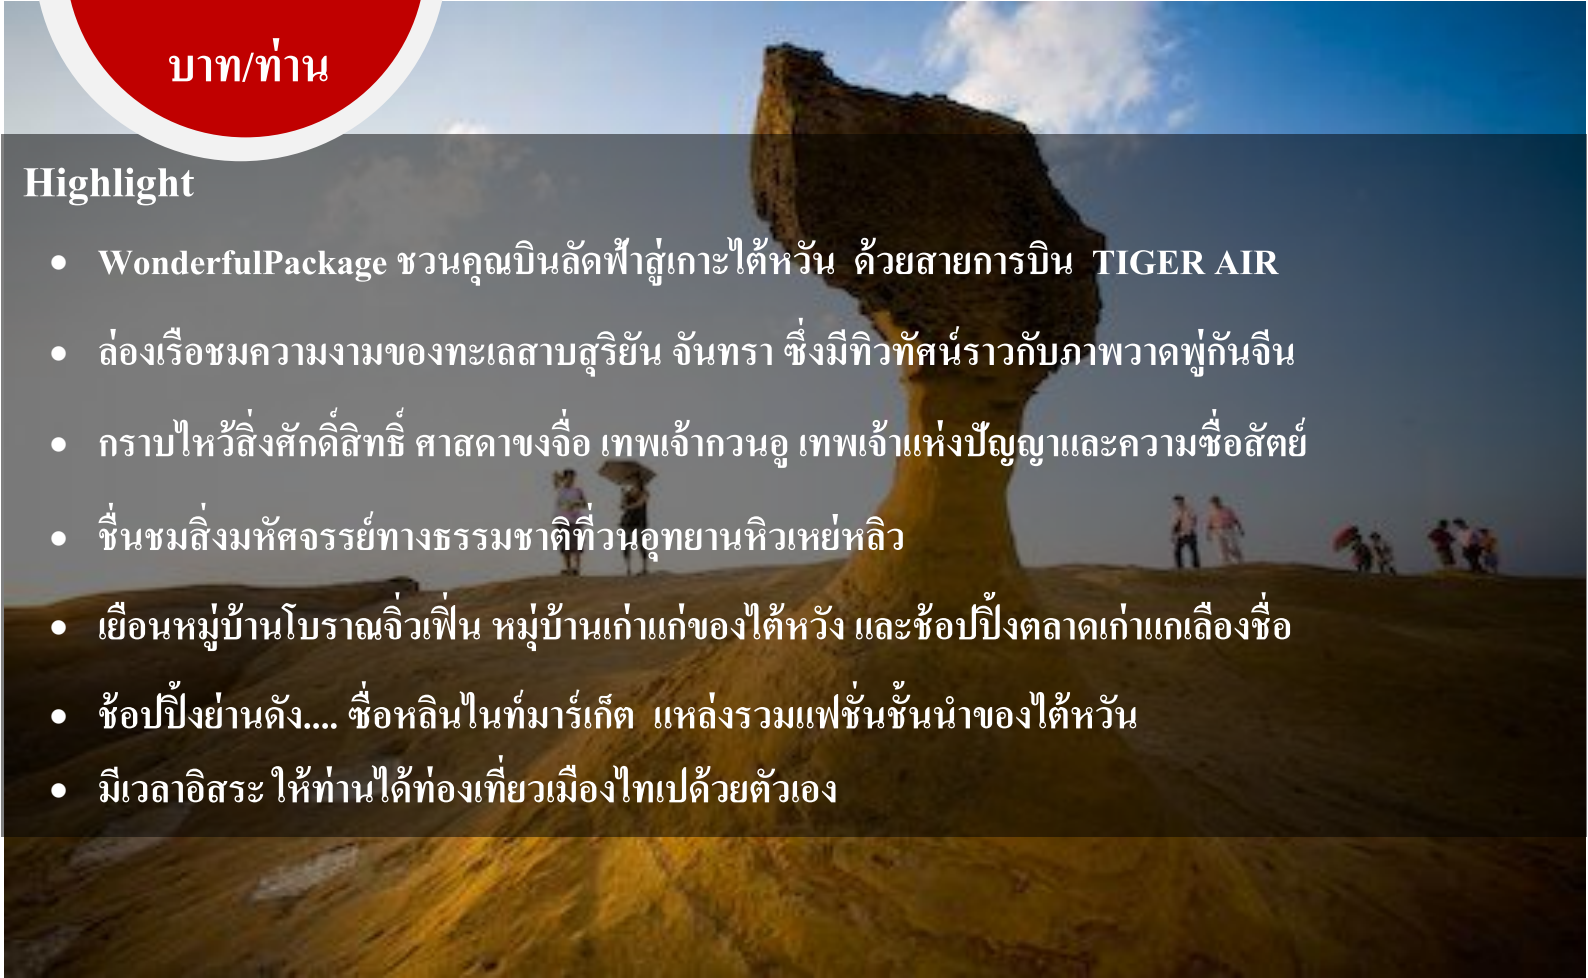 บาท/ท่าน
Highlight
• WonderfulPackage ชวนคุณบินลัดฟ้าสู่เกาะไต้หวัน ด้วยสายการบิน TIGER AIR
• ล่องเรือชมความงามของทะเลสาบสุริยัน จันทรา ซึ่งมีทิวทัศน์ราวกับภาพวาดพู่กันจีน
• กราบไหว้สิ่งศักดิ์สิทธิ์ ศาสดาขงจื่อ เทพเจ้ากวนอู เทพเจ้าแห่งปัญญาและความซื่อสัตย์
• ชื่นชมสิ่งมหัศจรรย์ทางธรรมชาติที่วนอุทยานหิวเหย่หลิว
• เยือนหมู่บ้านโบราณจิ่วเฟิ่น หมุ่บ้านเก่าแก่ของไต้หวัง และช้อปปิ้งตลาดเก่าแกเลืองชื่อ
• ช้อปปิ้งย่านดัง.... ซื่อหลินไนท์มาร์เก็ต แหล่งรวมแฟชั่นชั้นนำของไต้หวัน
• มีเวลาอิสระ ให้ท่านได้ท่องเที่ยวเมืองไทเปด้วยตัวเอง